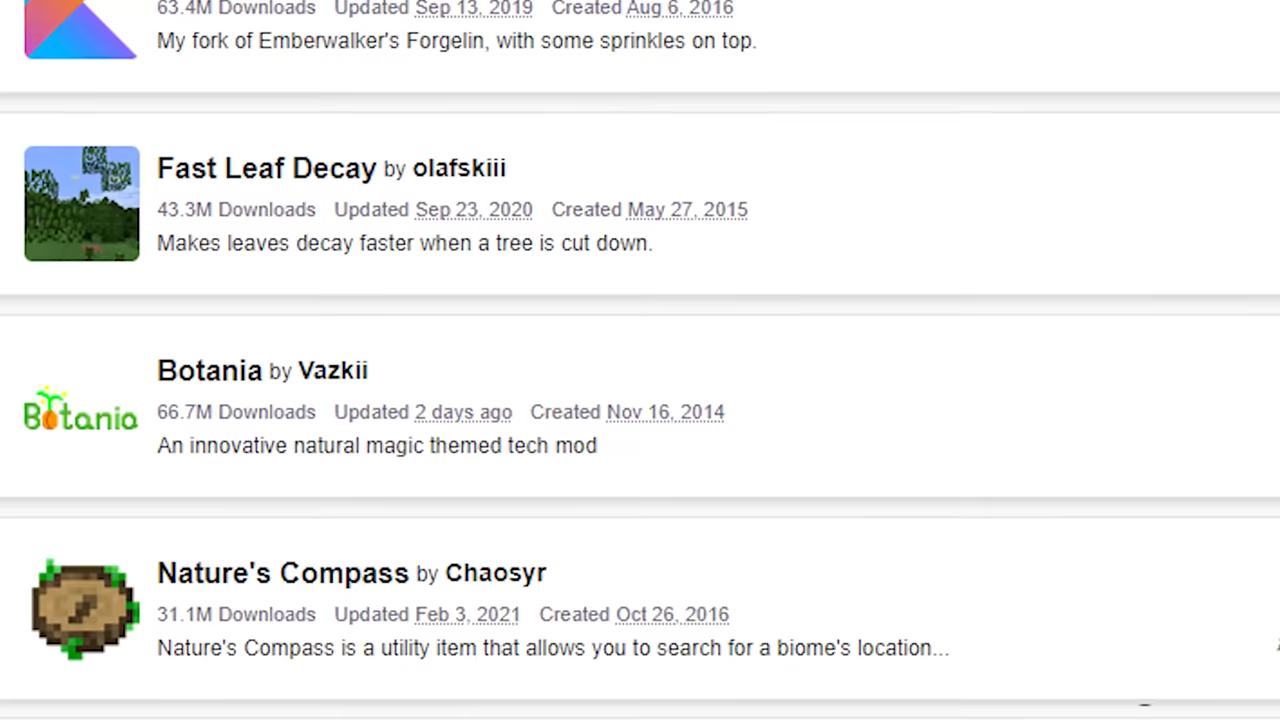 63.4M Downloads Updated Sep 13, 2019 Created Aug 6, 2016
My fork of Emberwalker's Forgelin, with some sprinkles on top.
Fast Leaf Decay by olafskiii
43.3M Downloads Updated Sep 23, 2020 Created May 27, 2015
Makes leaves decay faster when a tree is cut down.
Botania by Vazkii
Botania
66.7M Downloads Updated 2 days ago Created Nov 16, 2014
An innovative natural magic themed tech mod
Nature's Compass by Chaosyr
31.1M Downloads Updated Feb 3, 2021 Created Oct 26, 2016
Nature's Compass is a utility item that allows you to search for a biome's location...